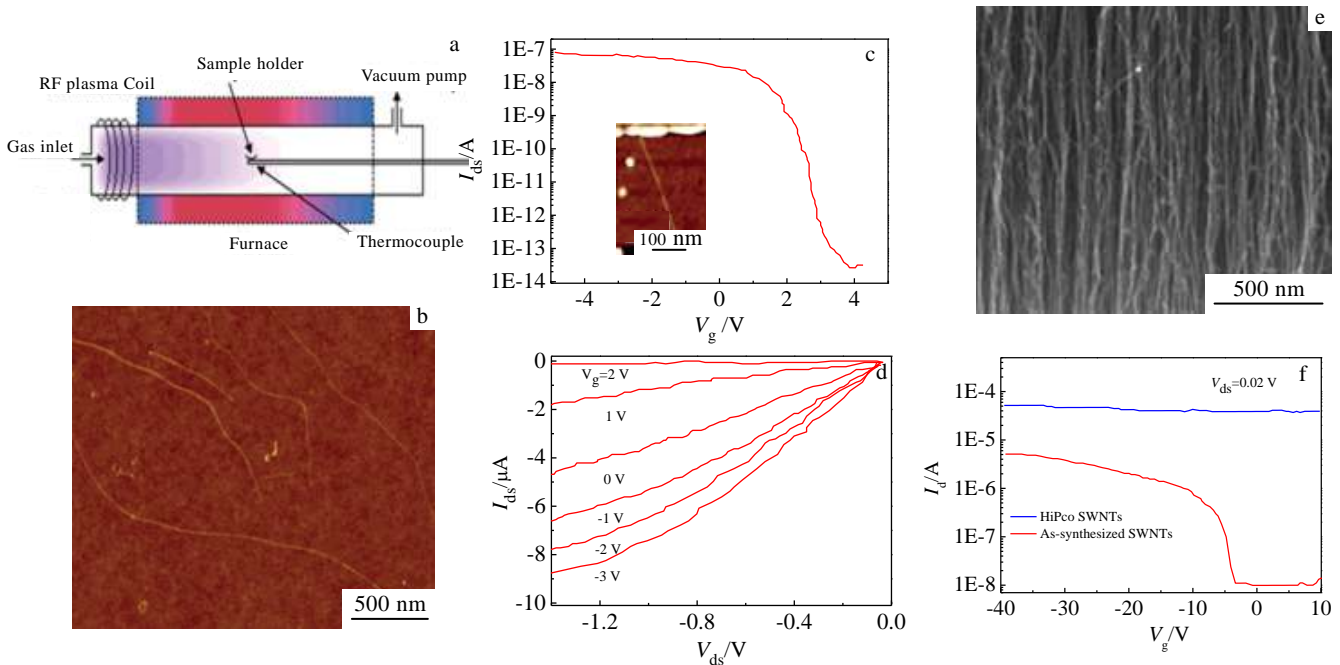 a
Sample holder
RF plasma Coil
Vacuum pump
Gas inlet
Furnace
Thermocouple
b
500 nm
c
1E-7
1E-8
1E-9
1E-10
1E-11
1E-12
1E-13
1E-14
Ids/A
100 nm
-4 -2 0 2 4
Vg /V
d
0
-2
-4
-6
-8
-10
Ids/μA
Vg=2 V
1 V
0 V
-1 V
-2 V
-3 V
-1.2 -0.8 -0.4 0.0
Vds/V
e
500 nm
f
Vds=0.02 V
1E-4
1E-5
1E-6
1E-7
1E-8
Id/A
HiPco SWNTs
As-synthesized SWNTs
-40 -30 -20 -10 0 10
Vg/V